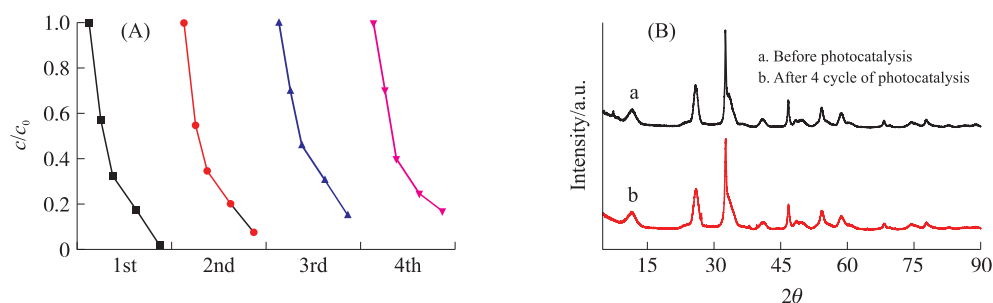 (A)
c/c₀
1.0
0.8
0.6
0.4
0.2
0
1st
2nd
3rd
4th
(B)
a. Before photocatalysis
b. After 4 cycle of photocatalysis
a
b
Intensity/a.u.
15
30
45
60
75
90
2θ